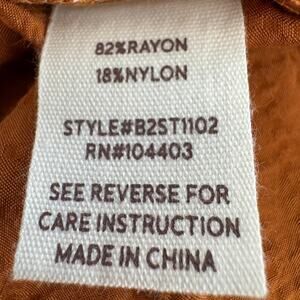 82%RAYON
18%NYLON
STYLE#B2ST1102
RN#104403
SEE REVERSE FOR
CARE INSTRUCTION
MADE IN CHINA